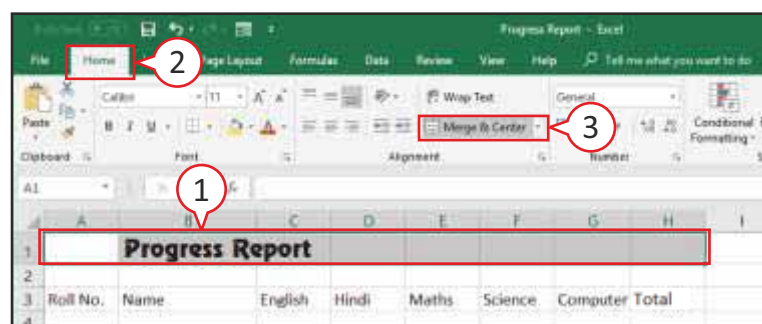 Progress Report - Excel
File Home 2 Page Layout Formulas Data Review View Help Tell me what you want to do
Paste Calibri 11 A A Wrap Text General
B I U A Merge & Center 3 Conditional
Formatting
Clipboard Font Alignment Number
A1 1
A B C D E F G H I
1 Progress Report
2
3 Roll No. Name English Hindi Maths Science Computer Total
4